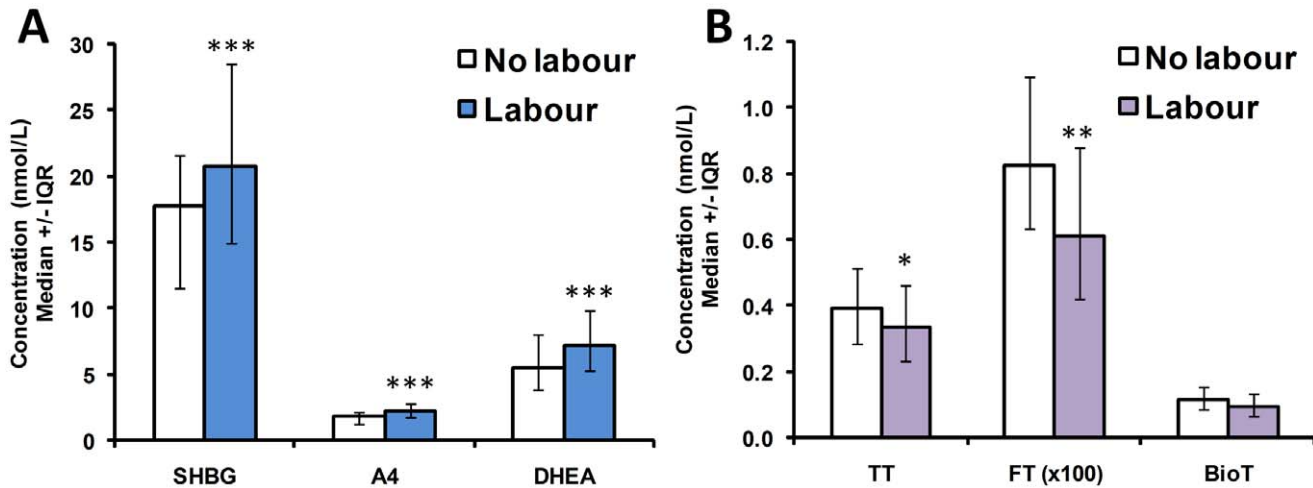 A
Concentration (nmol/L)
Median +/- IQR
30
25
20
15
10
5
0
***
***
***
No labour
Labour
SHBG A4 DHEA
B
Concentration (nmol/L)
Median +/- IQR
1.2
1.0
0.8
0.6
0.4
0.2
0.0
*
**
No labour
Labour
TT FT (x100) BioT